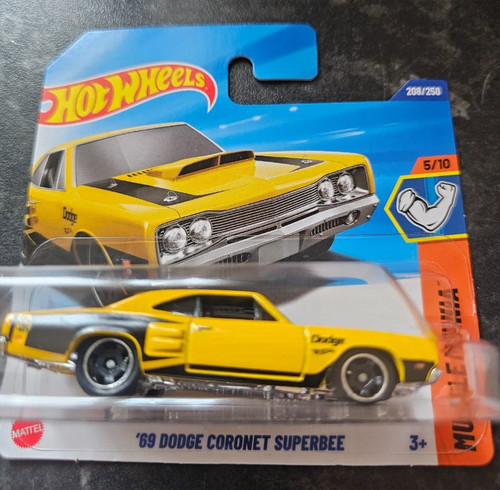 HOT WHEELS
208/250
5/10
Dodge
Dodge
MATTEL
'69 DODGE CORONET SUPERBEE
3+